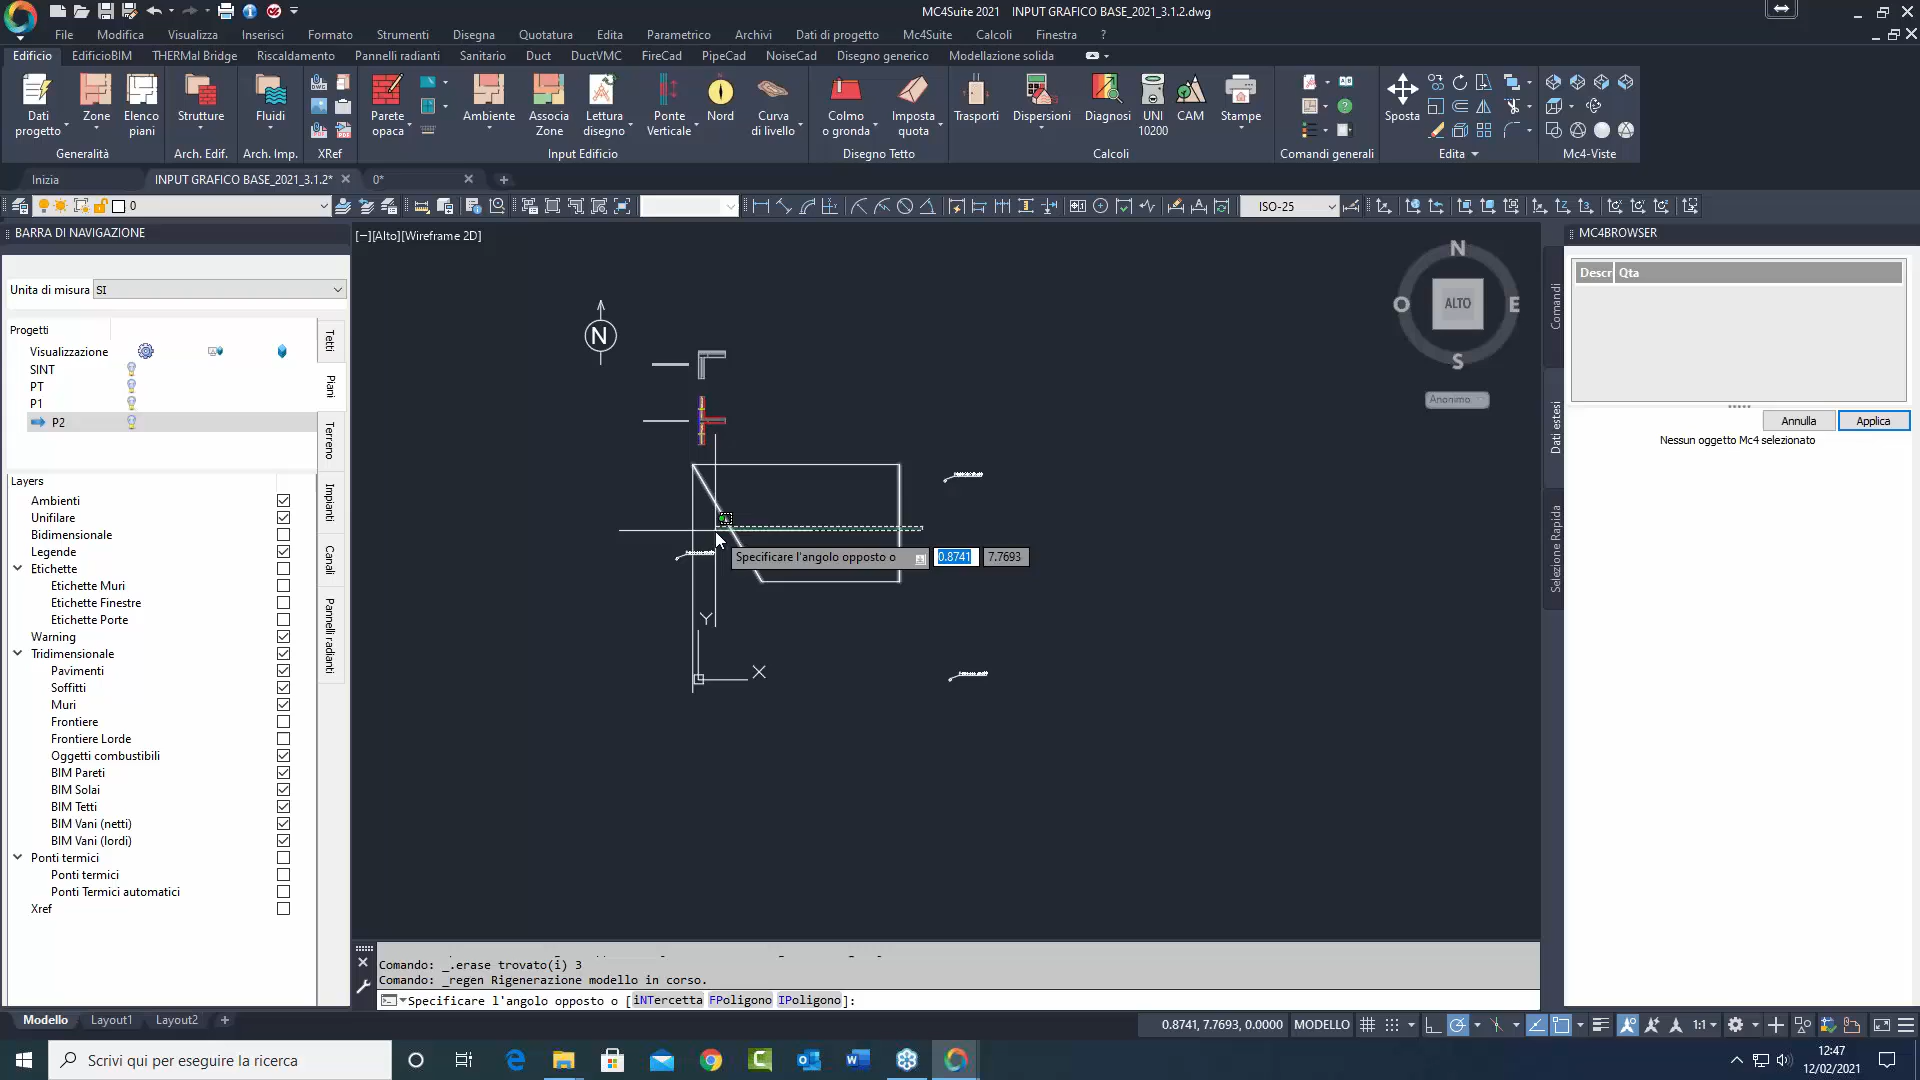 MC4Suite 2021 INPUT GRAFICO BASE_2021_3.1.2.dwg
File Modifica Visualizza Inserisci Formato Strumenti Disegna Quotatura Edita Parametrico Archivi Dati di progetto Mc4Suite Calcoli Finestra ?
Edificio EdificioBIM THERMal Bridge Riscaldamento Pannelli radianti Sanitario Duct DuctVMC FireCad PipeCad NoiseCad Disegno generico Modellazione solida
Dati progetto Zone Elenco piani Strutture Fluidi Parete opaca Ambiente Associa Zone Lettura disegno Ponte Verticale Nord Curva di livello Colmo o gronda Imposta quota Trasporti Dispersioni Diagnosi UNI 10200 CAM Stampe Sposta
Generalità Arch. Edif. Arch. Imp. XRef Input Edificio Disegno Tetto Calcoli Comandi generali Edita Mc4-Viste
Inizia INPUT GRAFICO BASE_2021_3.1.2* 0*
0 ISO-25
BARRA DI NAVIGAZIONE
[−][Alto][Wireframe 2D]
MC4BROWSER
Unita di misura SI
Progetti
Visualizzazione
SINT
PT
P1
P2
Tetti
Piani
Terreno
Impianti
Canali
Pannelli radianti
Layers
Ambienti
Unifilare
Bidimensionale
Legende
Etichette
Etichette Muri
Etichette Finestre
Etichette Porte
Warning
Tridimensionale
Pavimenti
Soffitti
Muri
Frontiere
Frontiere Lorde
Oggetti combustibili
BIM Pareti
BIM Solai
BIM Tetti
BIM Vani (netti)
BIM Vani (lordi)
Ponti termici
Ponti termici
Ponti Termici automatici
Xref
N
Specificare l'angolo opposto o 0.8741 7.7693
Y
X
N
O ALTO E
S
Anonimo
Comandi
Dati estesi
Selezione Rapida
Descr Qta
Annulla Applica
Nessun oggetto Mc4 selezionato
Comando: _.erase trovato(i) 3
Comando: _regen Rigenerazione modello in corso.
Specificare l'angolo opposto o [iNTercetta FPoligono IPoligono]:
Modello Layout1 Layout2 +
0.8741, 7.7693, 0.0000 MODELLO 1:1
Scrivi qui per eseguire la ricerca
12:47
12/02/2021